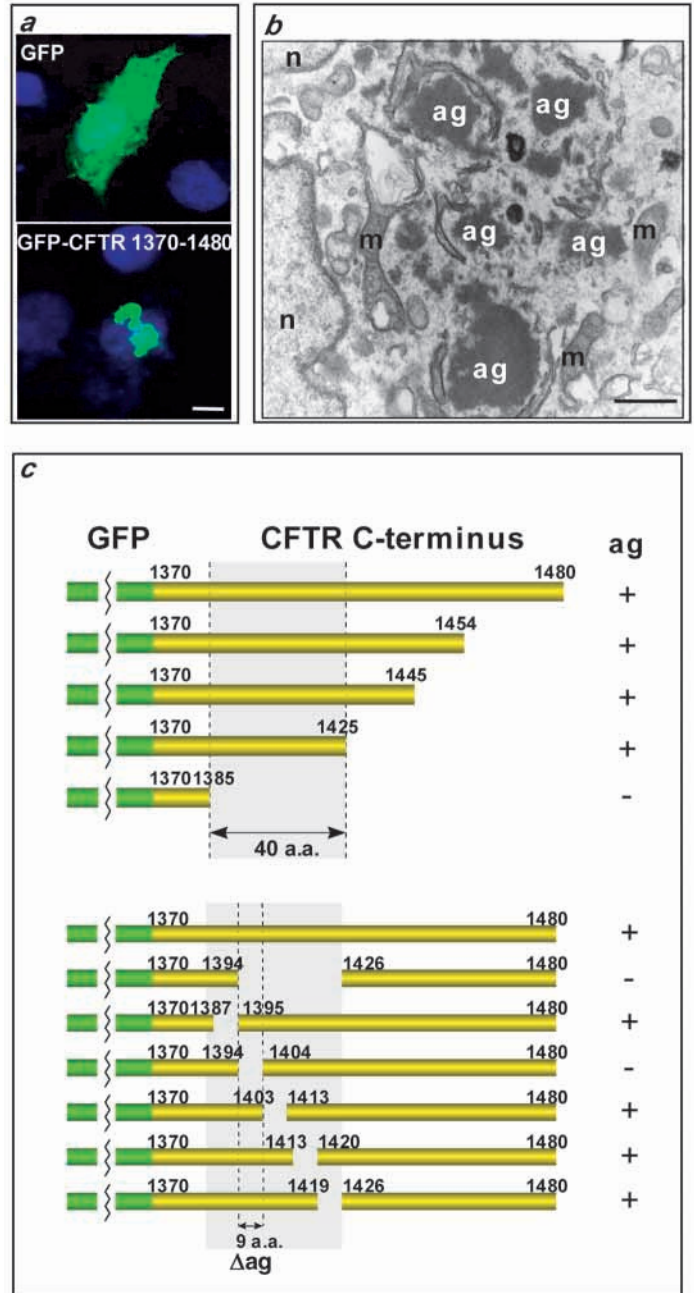 a
GFP
GFP-CFTR 1370-1480
b
n
ag
ag
m
ag
ag
m
n
ag
m
c
GFP CFTR C-terminus ag
1370 1480
+
1370 1454
+
1370 1445
+
1370 1425
+
1370 1385
-
40 a.a.
1370 1480
+
1370 1394 1426 1480
-
1370 1387 1395 1480
+
1370 1394 1404 1480
-
1370 1403 1413 1480
+
1370 1413 1420 1480
+
1370 1419 1426 1480
+
9 a.a.
Δag